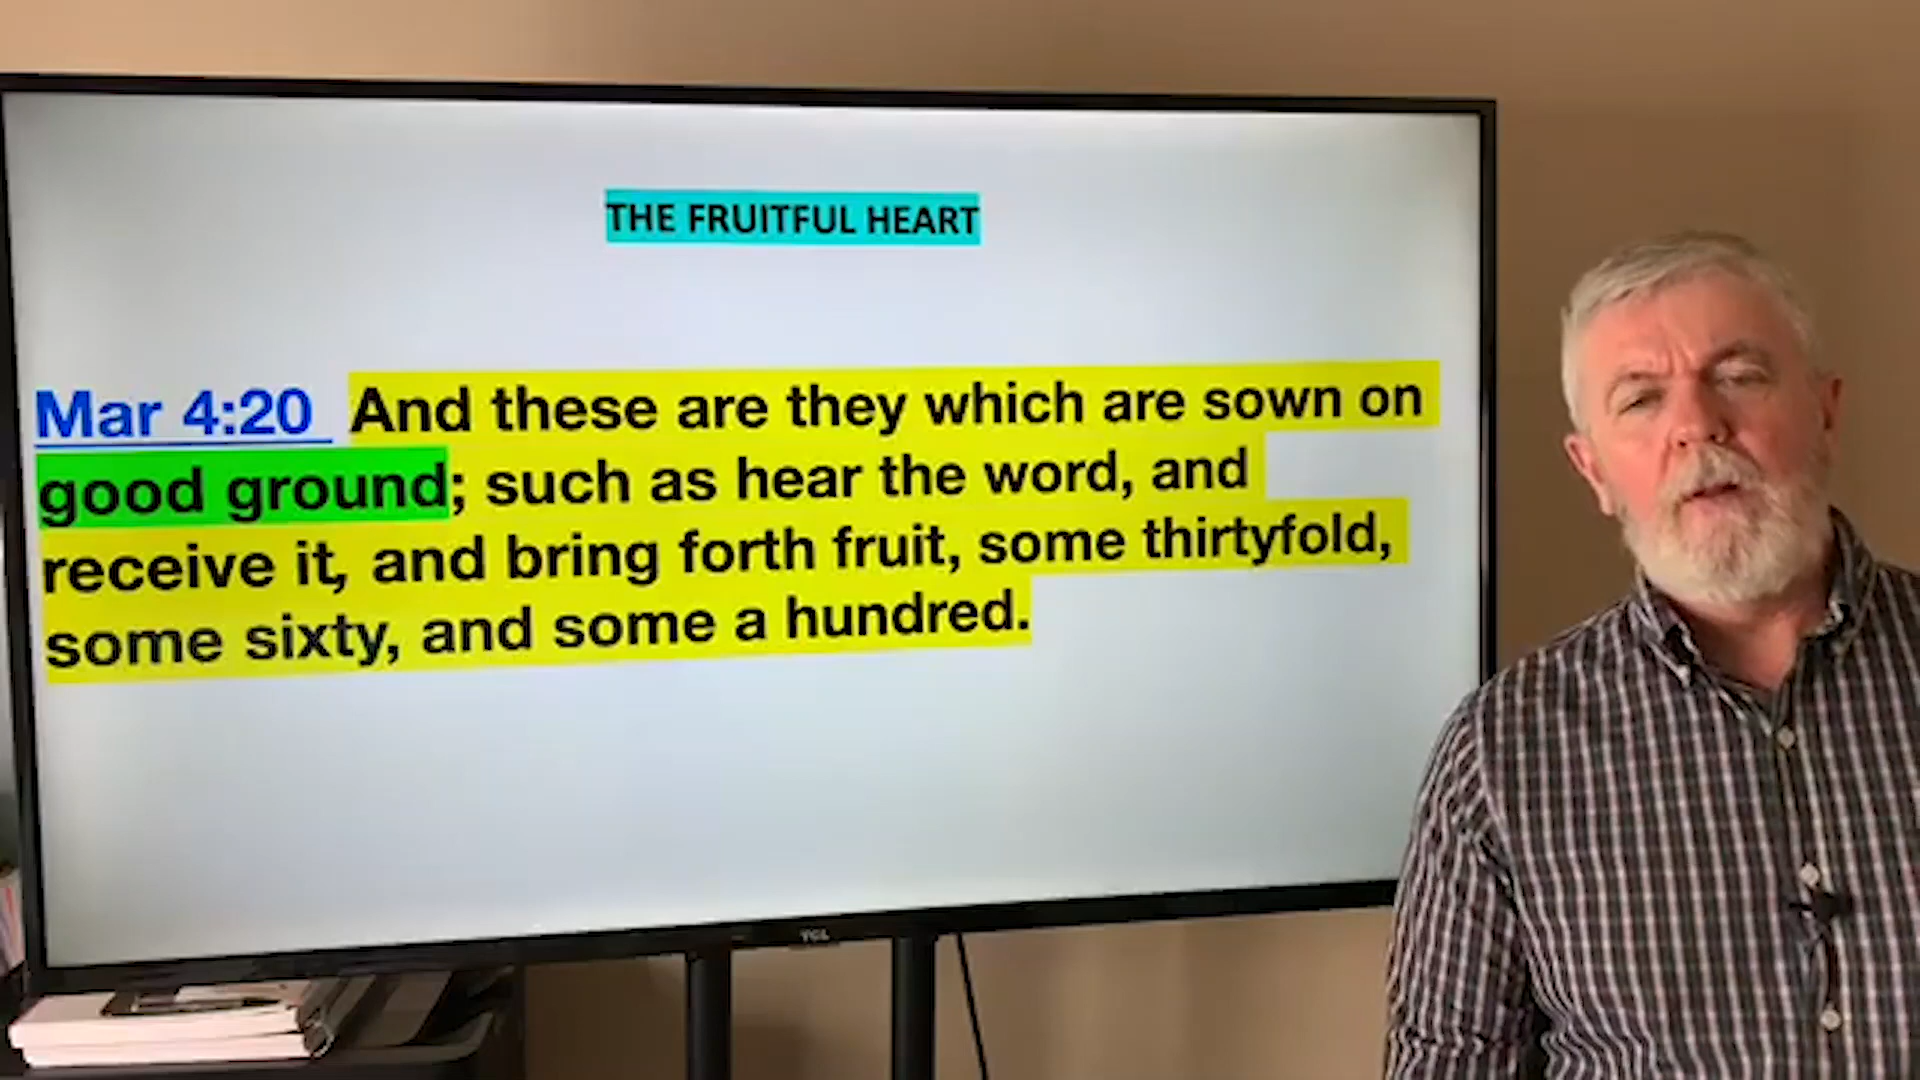 THE FRUITFUL HEART
Mar 4:20 And these are they which are sown on
good ground; such as hear the word, and
receive it, and bring forth fruit, some thirtyfold,
some sixty, and some a hundred.
TCL